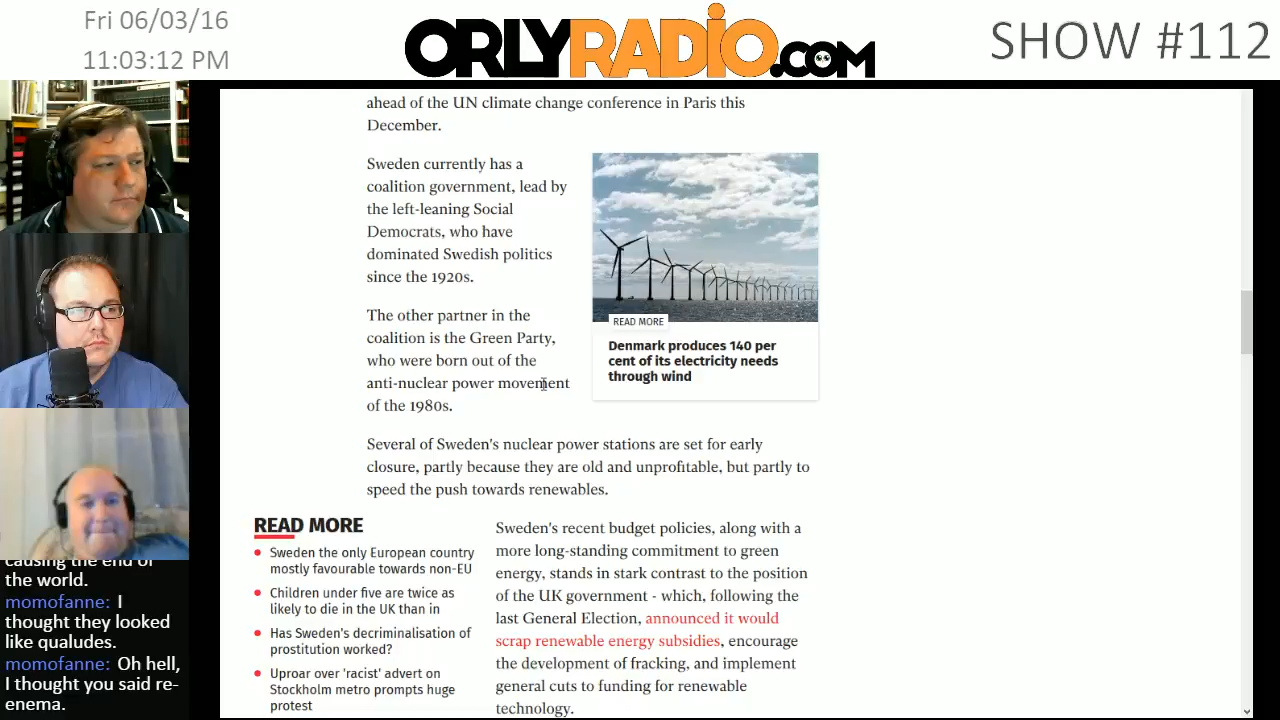 Fri 06/03/16
11:03:12 PM
ORLYRADIO.COM
SHOW #112
ahead of the UN climate change conference in Paris this
December.
Sweden currently has a
coalition government, lead by
the left-leaning Social
Democrats, who have
dominated Swedish politics
since the 1920s.
The other partner in the
coalition is the Green Party,
who were born out of the
anti-nuclear power movement
of the 1980s.
READ MORE
Denmark produces 140 per
cent of its electricity needs
through wind
Several of Sweden's nuclear power stations are set for early
closure, partly because they are old and unprofitable, but partly to
speed the push towards renewables.
READ MORE
Sweden the only European country
mostly favourable towards non-EU
Children under five are twice as
likely to die in the UK than in
Has Sweden's decriminalisation of
prostitution worked?
Uproar over 'racist' advert on
Stockholm metro prompts huge
protest
Sweden's recent budget policies, along with a
more long-standing commitment to green
energy, stands in stark contrast to the position
of the UK government - which, following the
last General Election, announced it would
scrap renewable energy subsidies, encourage
the development of fracking, and implement
general cuts to funding for renewable
technology.
causing the end of
the world.
momofanne: I
thought they looked
like qualudes.
momofanne: Oh hell,
I thought you said re-
enema.